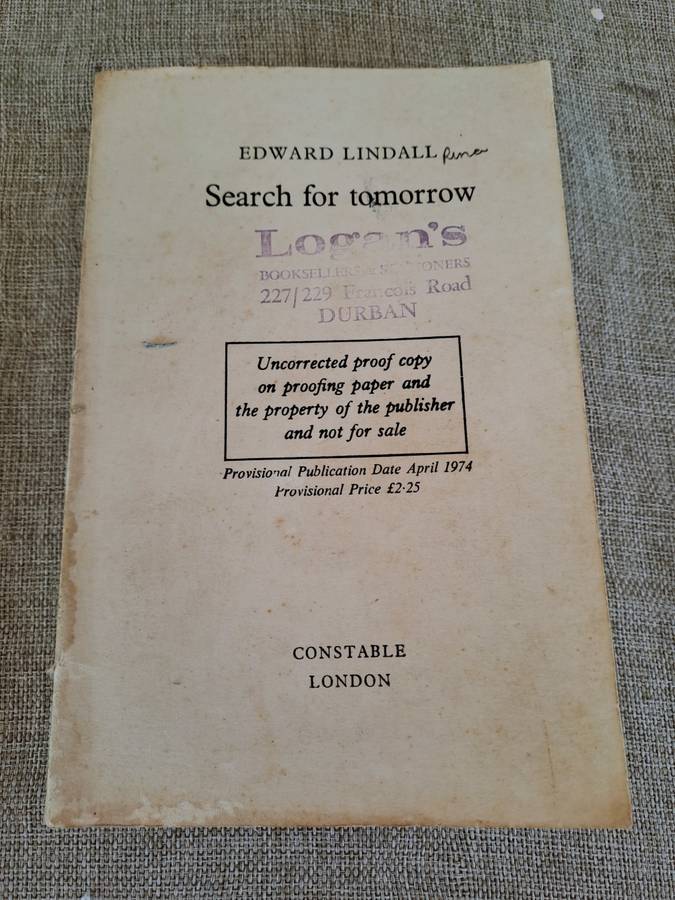 EDWARD LINDALL
Search for tomorrow
Logan's
BOOKSELLERS & STATIONERS
227/229 Francois Road
DURBAN
Uncorrected proof copy
on proofing paper and
the property of the publisher
and not for sale
Provisional Publication Date April 1974
Provisional Price £2·25
CONSTABLE
LONDON